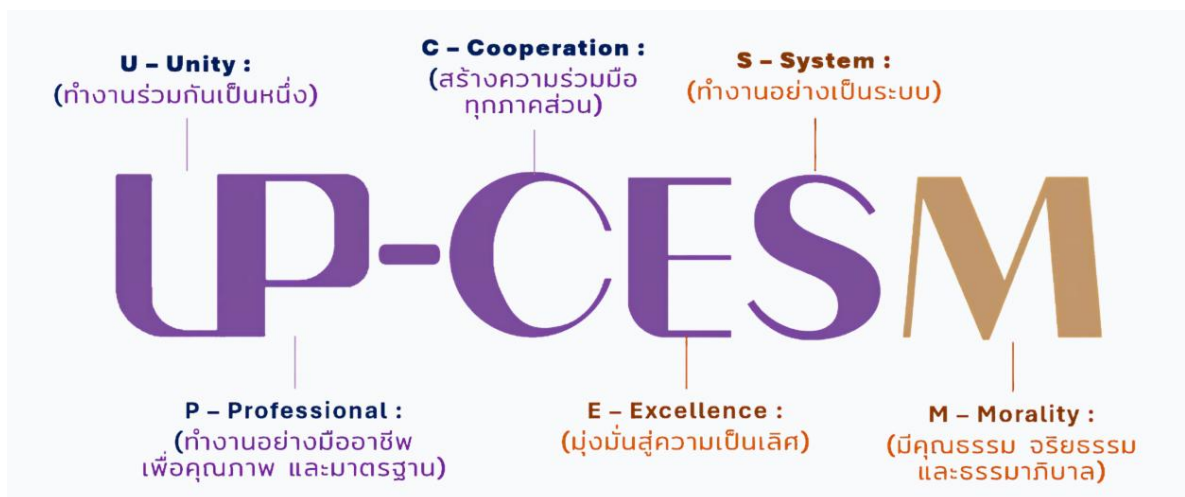 U – Unity :
(ทำงานร่วมกันเป็นหนึ่ง)
C – Cooperation :
(สร้างความร่วมมือ
ทุกภาคส่วน)
S – System :
(ทำงานอย่างเป็นระบบ)
UP-CESM
P – Professional :
(ทำงานอย่างมืออาชีพ
เพื่อคุณภาพ และมาตรฐาน)
E – Excellence :
(มุ่งมั่นสู่ความเป็นเลิศ)
M – Morality :
(มีคุณธรรม จริยธรรม
และธรรมาภิบาล)